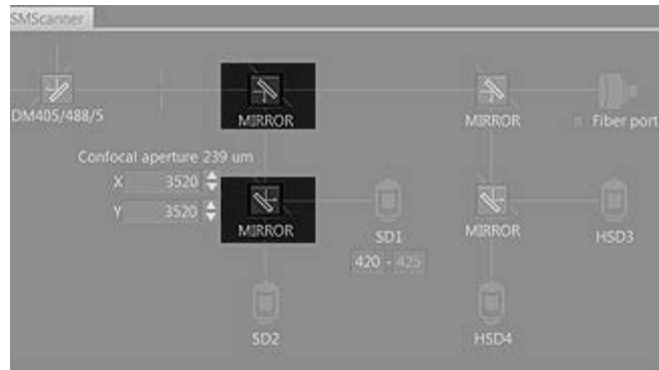 SMScanner
DM405/488/5
MIRROR
MIRROR
Fiber port
Confocal aperture 239 um
X 3520
Y 3520
MIRROR
SD1
MIRROR
HSD3
420 - 425
SD2
HSD4